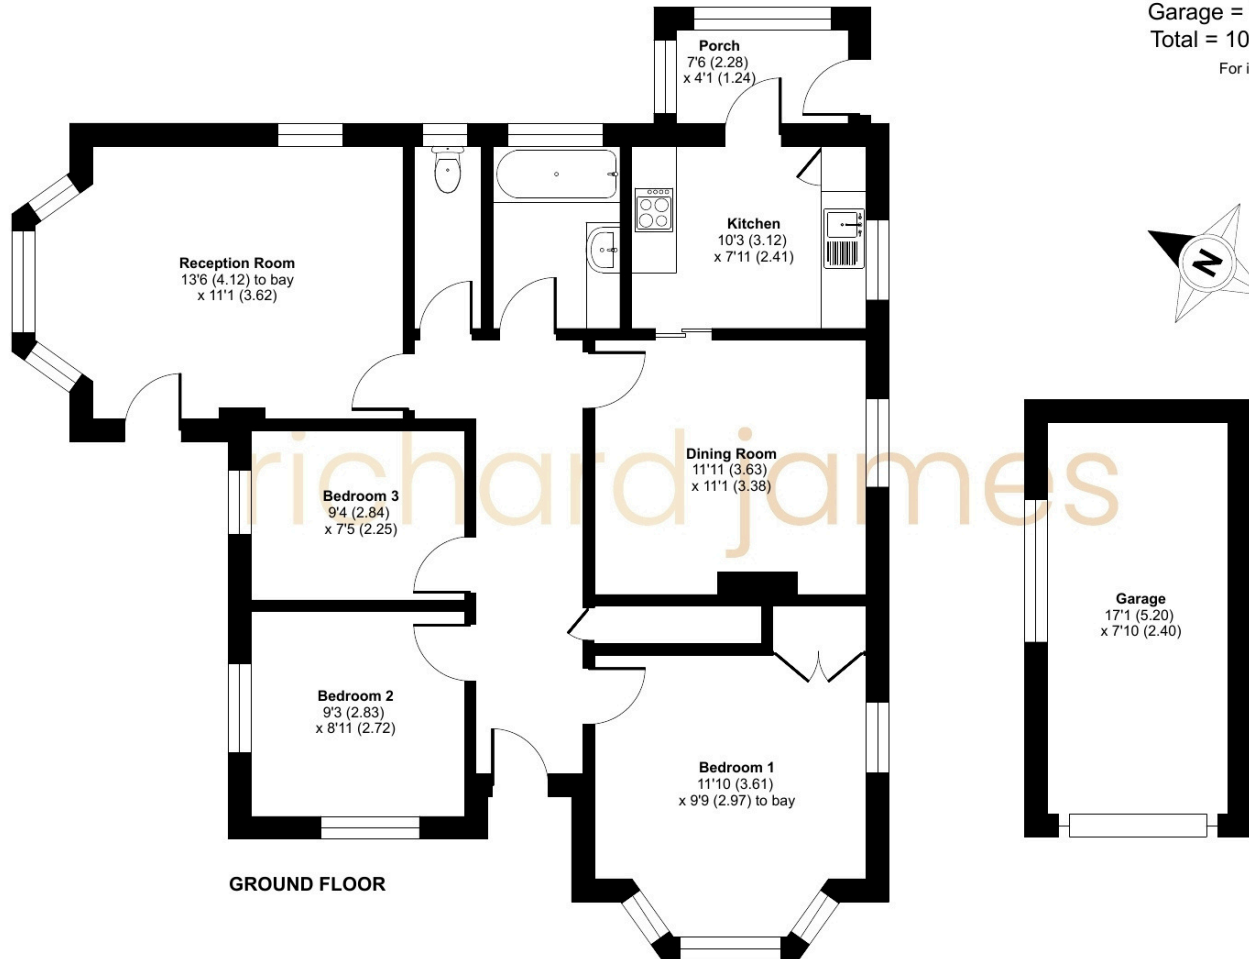 Garage =
Total = 10
For i
Porch
7'6 (2.28)
x 4'1 (1.24)
Kitchen
10'3 (3.12)
x 7'11 (2.41)
Reception Room
13'6 (4.12) to bay
x 11'1 (3.62)
N
Dining Room
11'11 (3.63)
x 11'1 (3.38)
richard james
Bedroom 3
9'4 (2.84)
x 7'5 (2.25)
Garage
17'1 (5.20)
x 7'10 (2.40)
Bedroom 2
9'3 (2.83)
x 8'11 (2.72)
Bedroom 1
11'10 (3.61)
x 9'9 (2.97) to bay
GROUND FLOOR